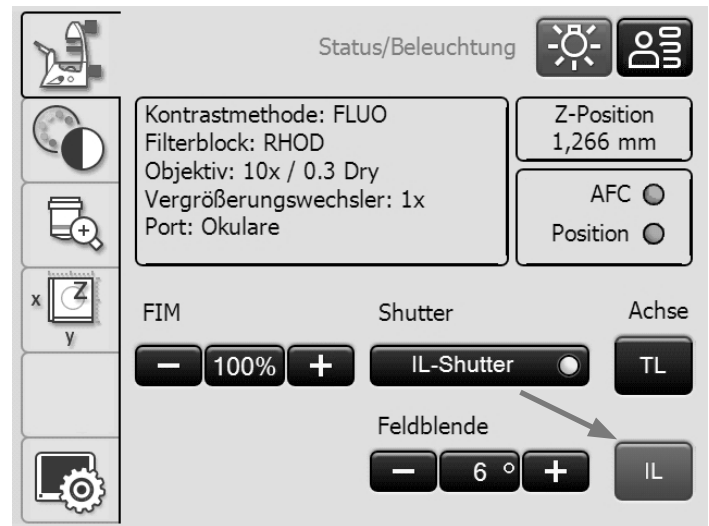 Status/Beleuchtung
Kontrastmethode: FLUO
Filterblock: RHOD
Objektiv: 10x / 0.3 Dry
Vergrößerungswechsler: 1x
Port: Okulare
Z-Position
1,266 mm
AFC
Position
x
Z
y
FIM
Shutter
Achse
− 100% +
IL-Shutter
TL
Feldblende
− 6 ° +
IL